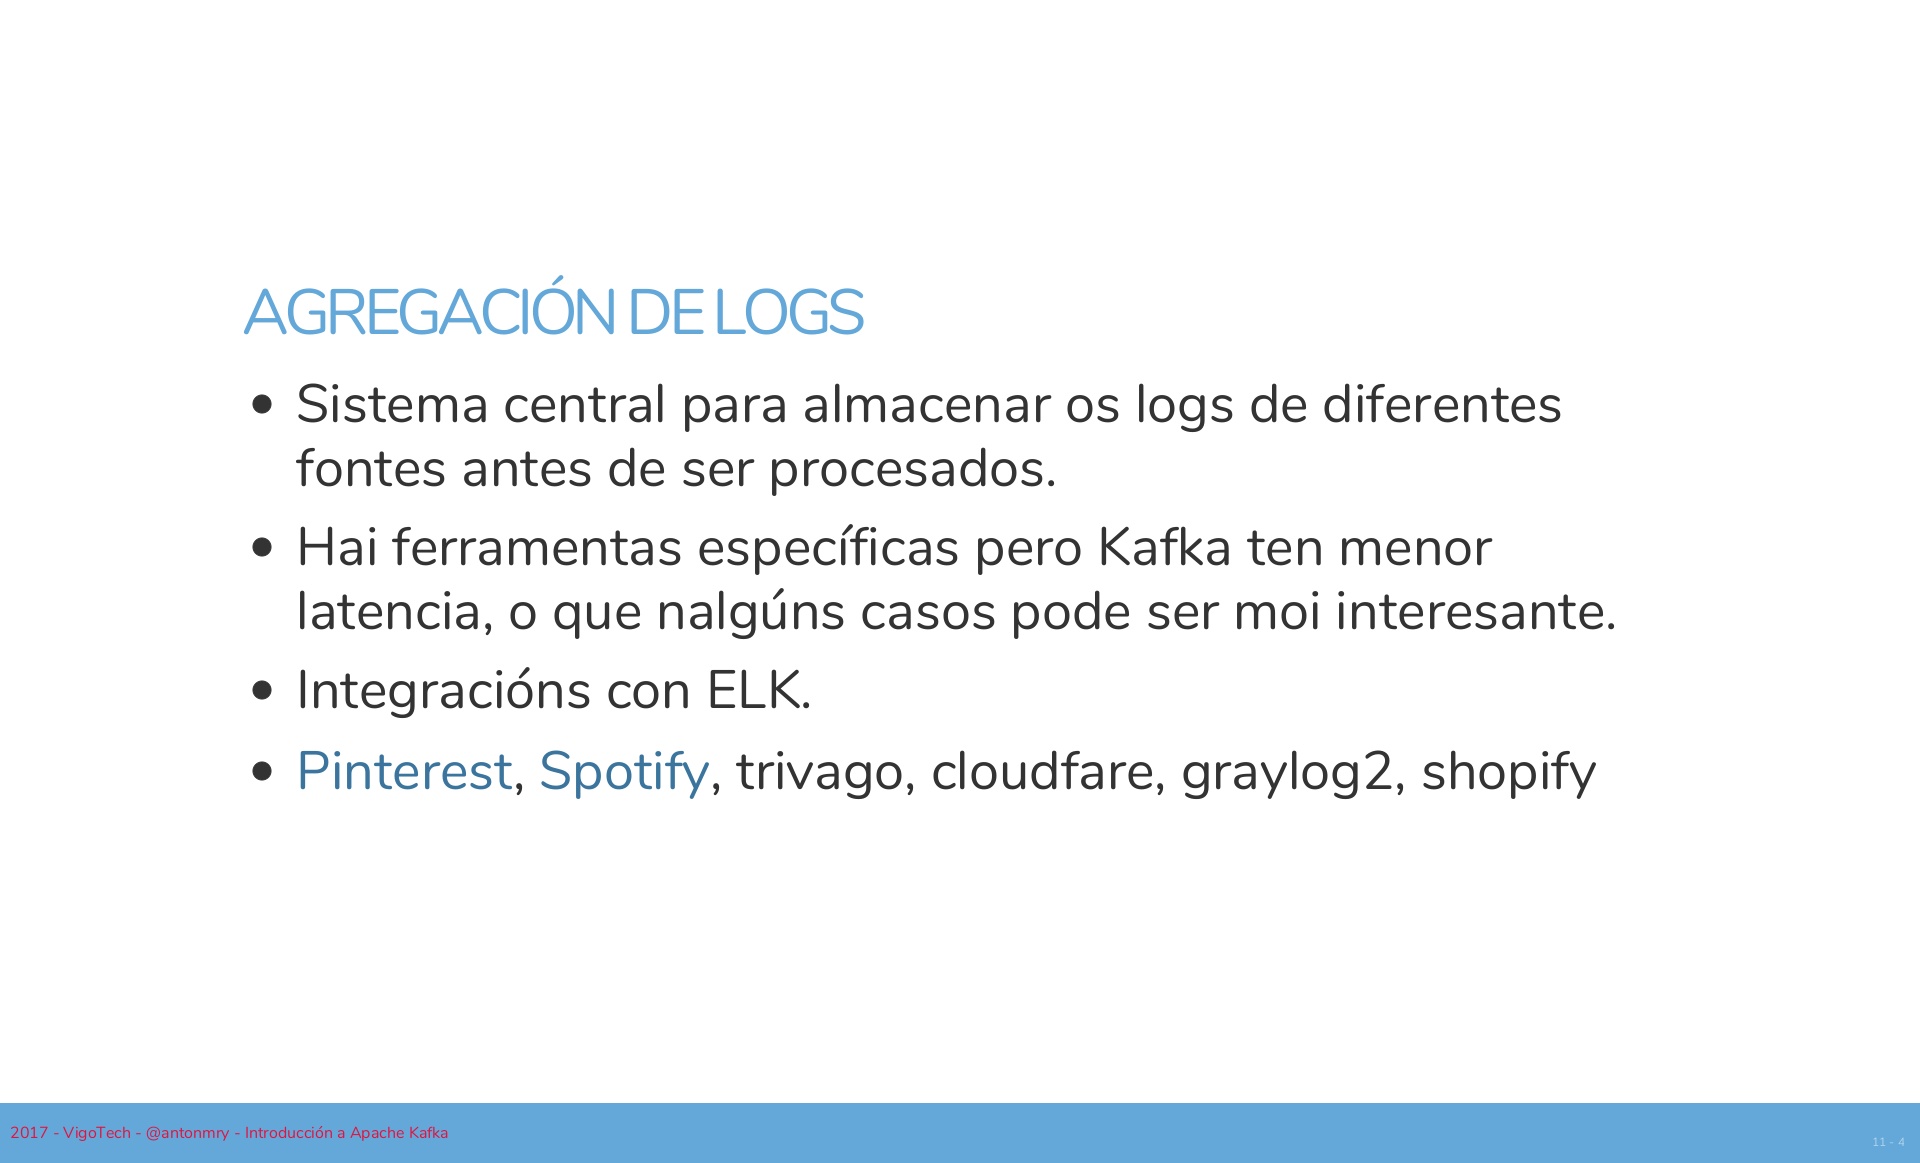 AGREGACIÓN DE LOGS
• Sistema central para almacenar os logs de diferentes
fontes antes de ser procesados.
• Hai ferramentas específicas pero Kafka ten menor
latencia, o que nalgúns casos pode ser moi interesante.
• Integracións con ELK.
• Pinterest, Spotify, trivago, cloudfare, graylog2, shopify
2017 - VigoTech - @antonmry - Introducción a Apache Kafka
11 - 4